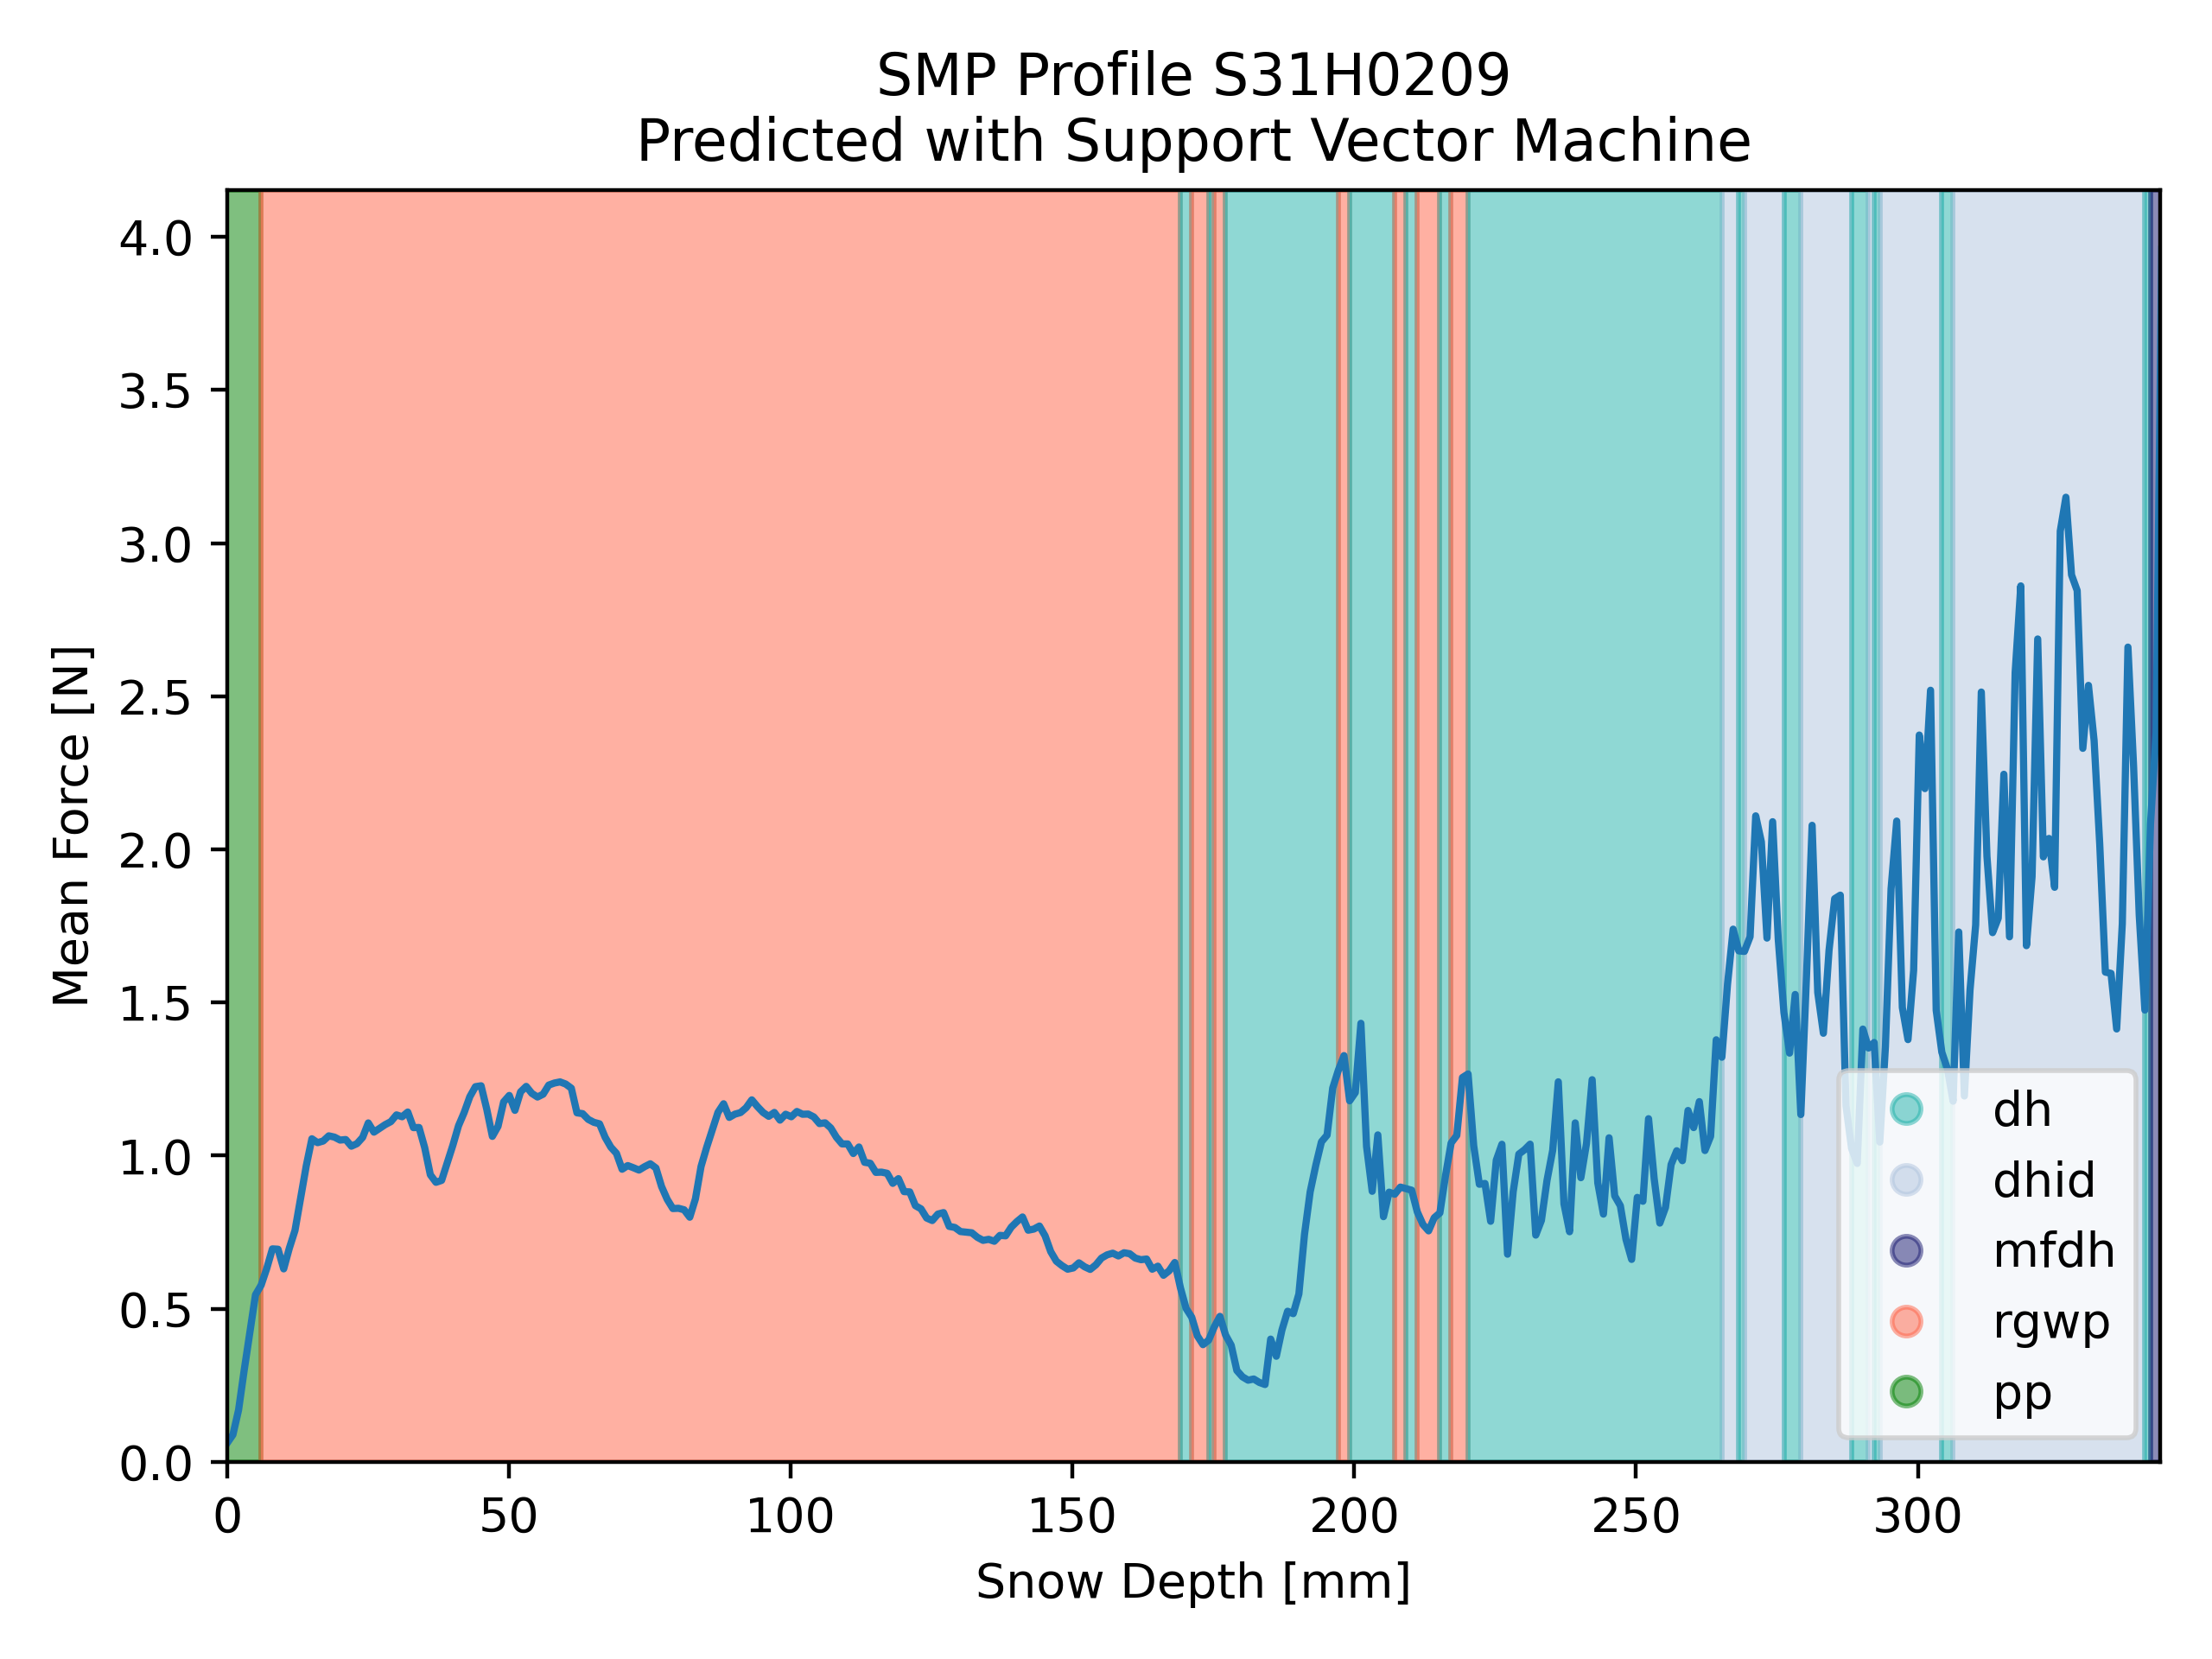 SMP Profile S31H0209
Predicted with Support Vector Machine
Mean Force [N]
4.0
3.5
3.0
2.5
2.0
1.5
1.0
0.5
0.0
dh
dhid
mfdh
rgwp
pp
0 50 100 150 200 250 300
Snow Depth [mm]